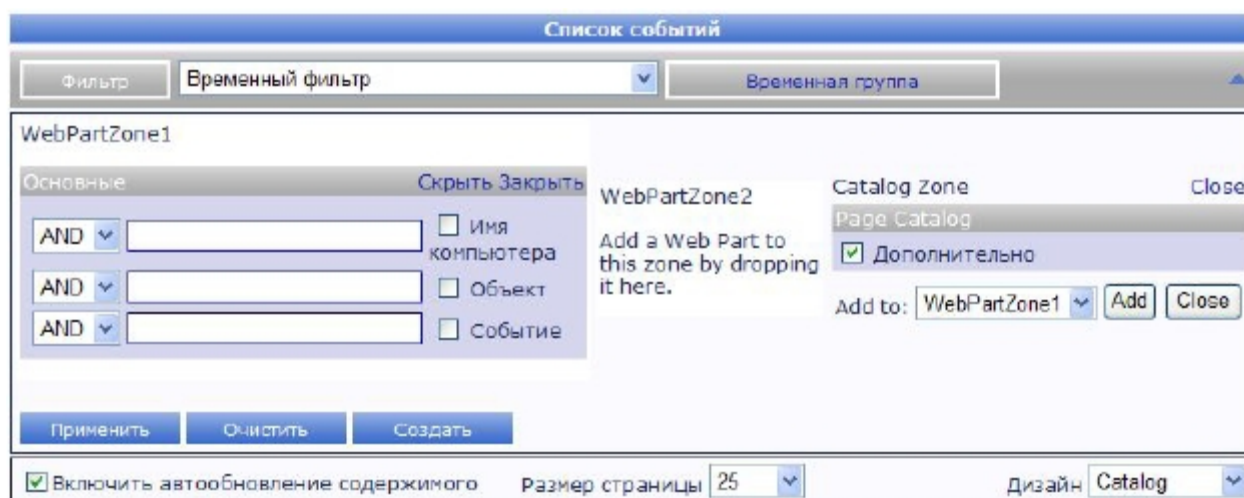 Список событий
Фильтр Временный фильтр Временная группа
WebPartZone1
Основные Скрыть Закрыть
AND Имя компьютера
AND Объект
AND Событие
WebPartZone2
Add a Web Part to
this zone by dropping
it here.
Catalog Zone Close
Page Catalog
Дополнительно
Add to: WebPartZone1 Add Close
Применить Очистить Создать
Включить автообновление содержимого Размер страницы 25 Дизайн Catalog